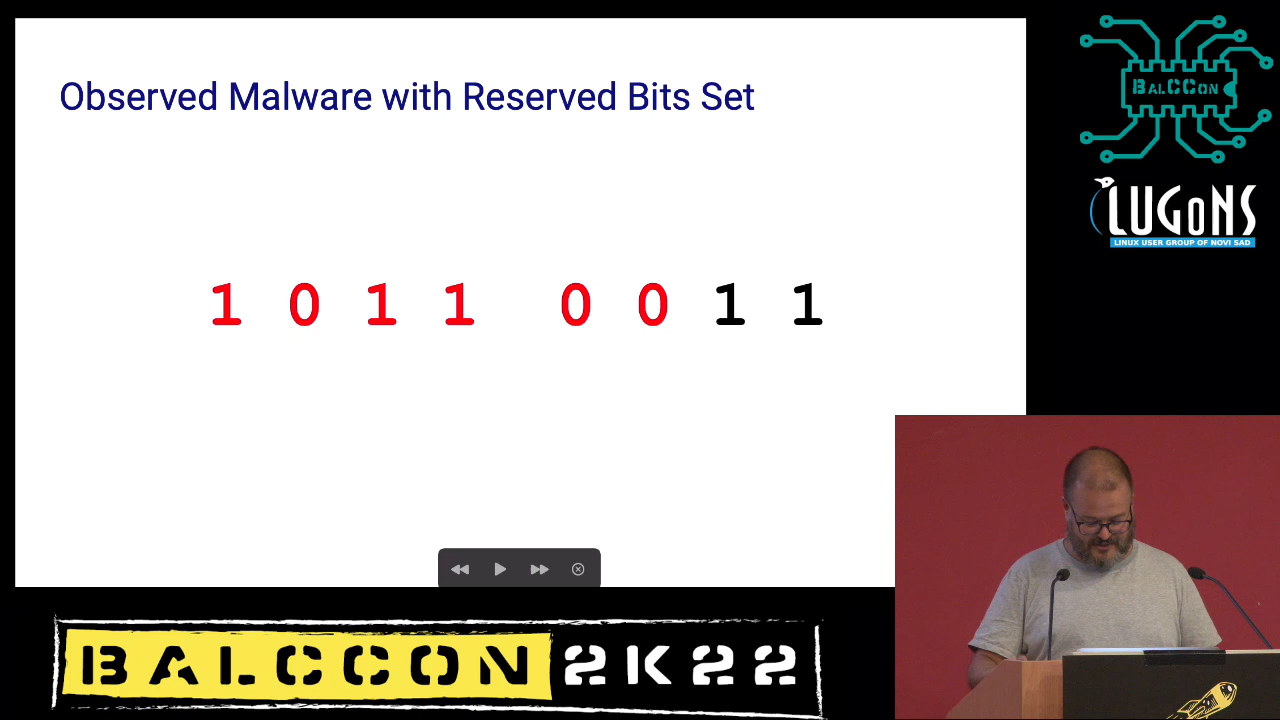 Observed Malware with Reserved Bits Set
1 0 1 1 0 0 1 1
BALCCON
LUGONS
LINUX USER GROUP OF NOVI SAD
BALCCON 2K22